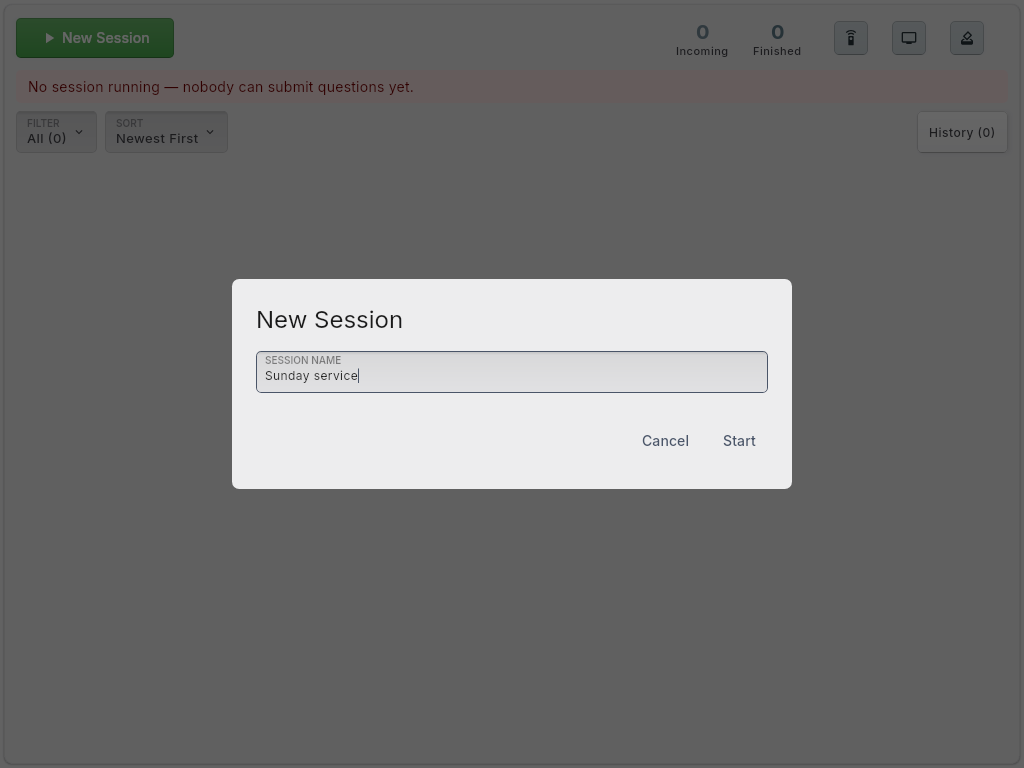 New Session
0
Incoming
0
Finished
No session running — nobody can submit questions yet.
FILTER
All (0)
SORT
Newest First
History (0)
New Session
SESSION NAME
Sunday service
Cancel
Start